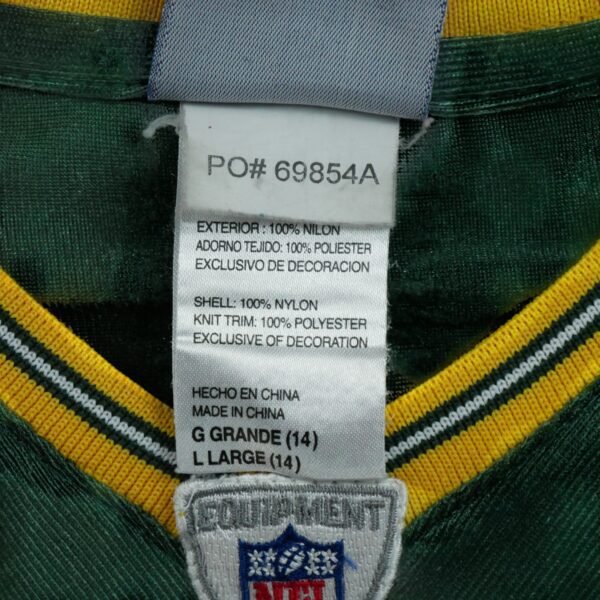 PO# 69854A
EXTERIOR: 100% NILON
ADORNO TEJIDO: 100% POLIESTER
EXCLUSIVO DE DECORACION
SHELL: 100% NYLON
KNIT TRIM: 100% POLYESTER
EXCLUSIVE OF DECORATION
HECHO EN CHINA
MADE IN CHINA
G GRANDE (14)
L LARGE (14)
EQUIPMENT
NFL